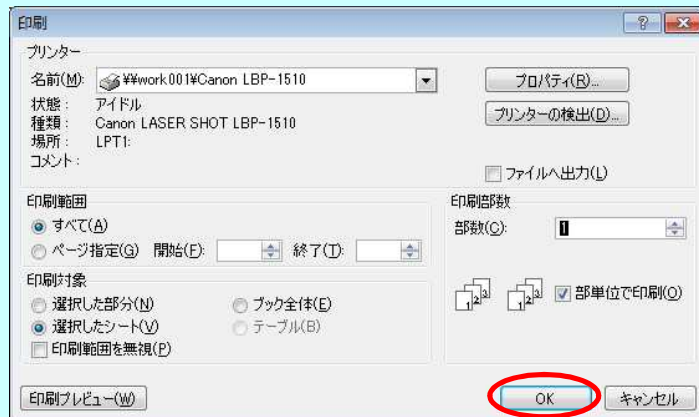 印刷
プリンター
名前(M): ¥¥work001¥Canon LBP-1510
プロパティ(R)...
状態： アイドル
種類： Canon LASER SHOT LBP-1510
プリンターの検出(D)...
場所： LPT1:
コメント：
ファイルへ出力(L)
印刷範囲
すべて(A)
ページ指定(G) 開始(F): 終了(T):
印刷部数
部数(C): 1
1 2 3 1 2 3 部単位で印刷(O)
印刷対象
選択した部分(N) ブック全体(E)
選択したシート(V) テーブル(B)
印刷範囲を無視(P)
印刷プレビュー(W) OK キャンセル